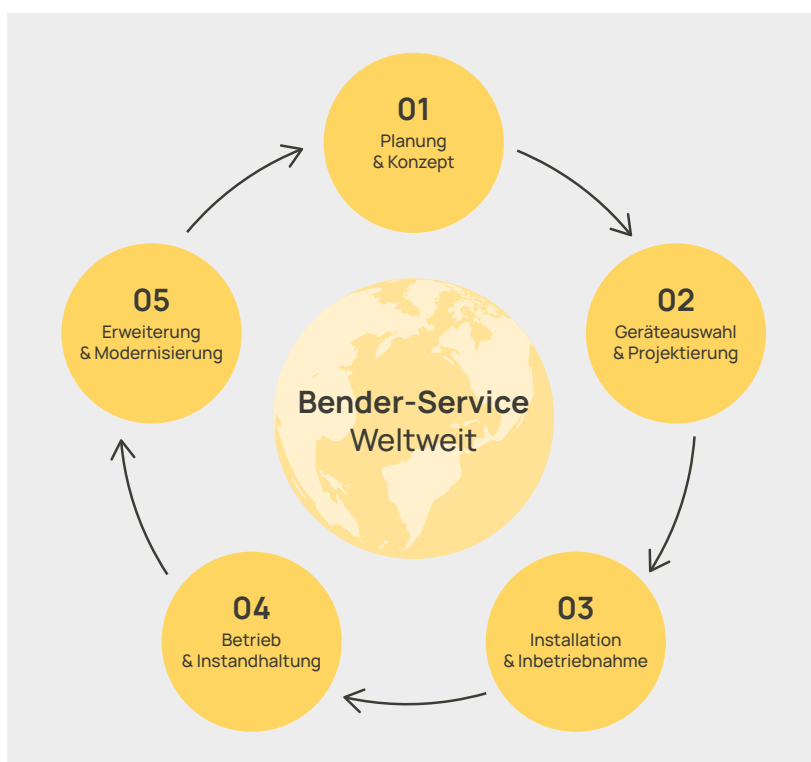 01
Planung
& Konzept
02
Geräteauswahl
& Projektierung
03
Installation
& Inbetriebnahme
04
Betrieb
& Instandhaltung
05
Erweiterung
& Modernisierung
Bender-Service
Weltweit